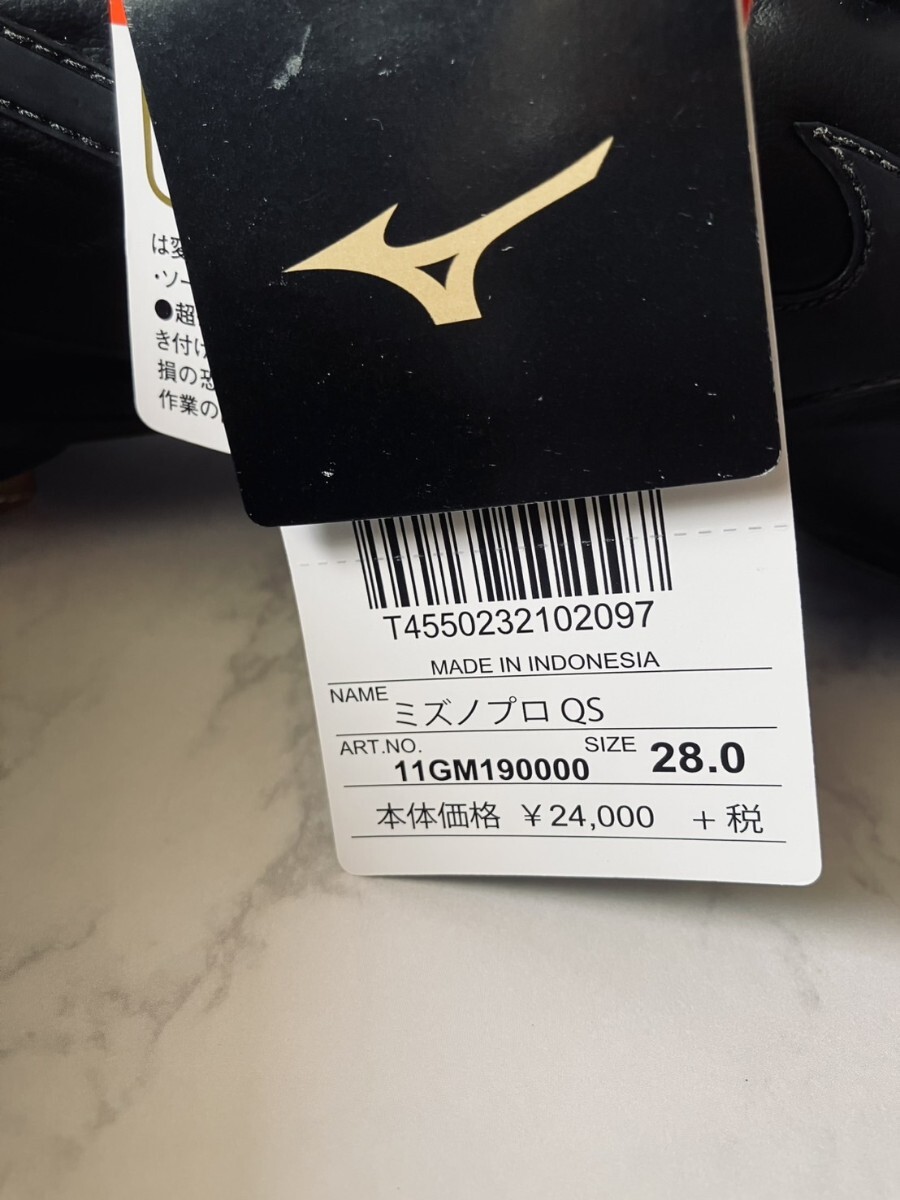 は変
・ソー
●超
き付け
損の恐
作業の
T4550232102097
MADE IN INDONESIA
NAME ミズノプロ QS
ART.NO. 11GM190000 SIZE 28.0
本体価格 ￥24,000 +税